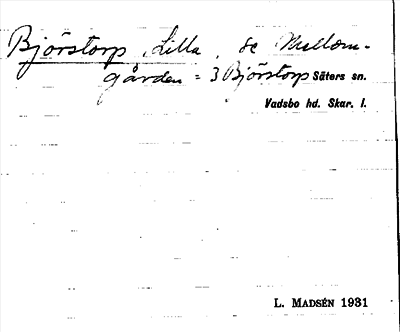 Björstorp, Lilla, se Mellom-
gården = 3 Björstorp Säters sn.
Vadsbo hd. Skar. l.
L. MADSÉN 1931